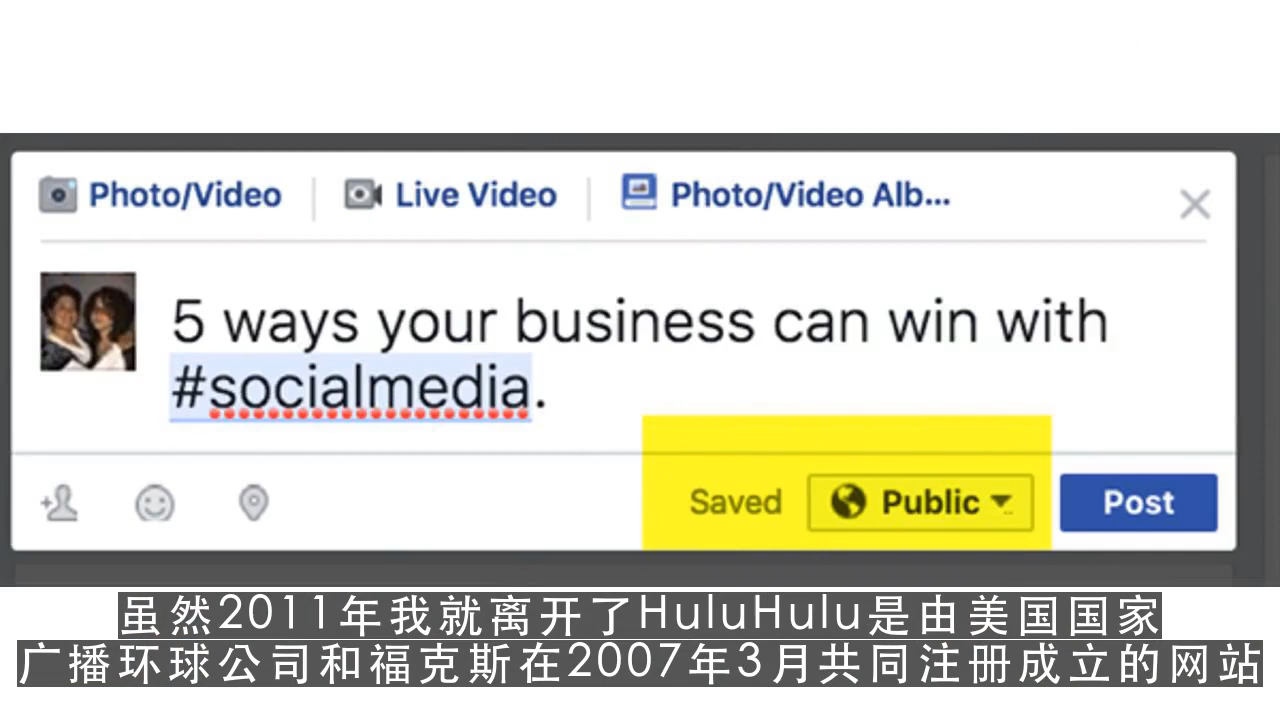 Photo/Video Live Video Photo/Video Alb...
5 ways your business can win with
#socialmedia.
Saved Public Post
虽然2011年我就离开了HuluHulu是由美国国家
广播环球公司和福克斯在2007年3月共同注册成立的网站